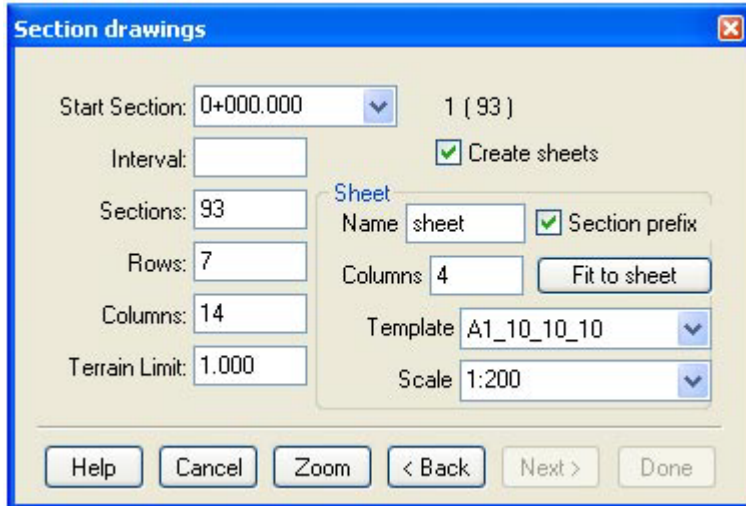 Section drawings
Start Section: 0+000.000 1 ( 93 )
Interval: Create sheets
Sections: 93
Sheet
Name sheet Section prefix
Rows: 7
Columns 4 Fit to sheet
Columns: 14
Template A1_10_10_10
Terrain Limit: 1.000
Scale 1:200
Help Cancel Zoom < Back Next > Done